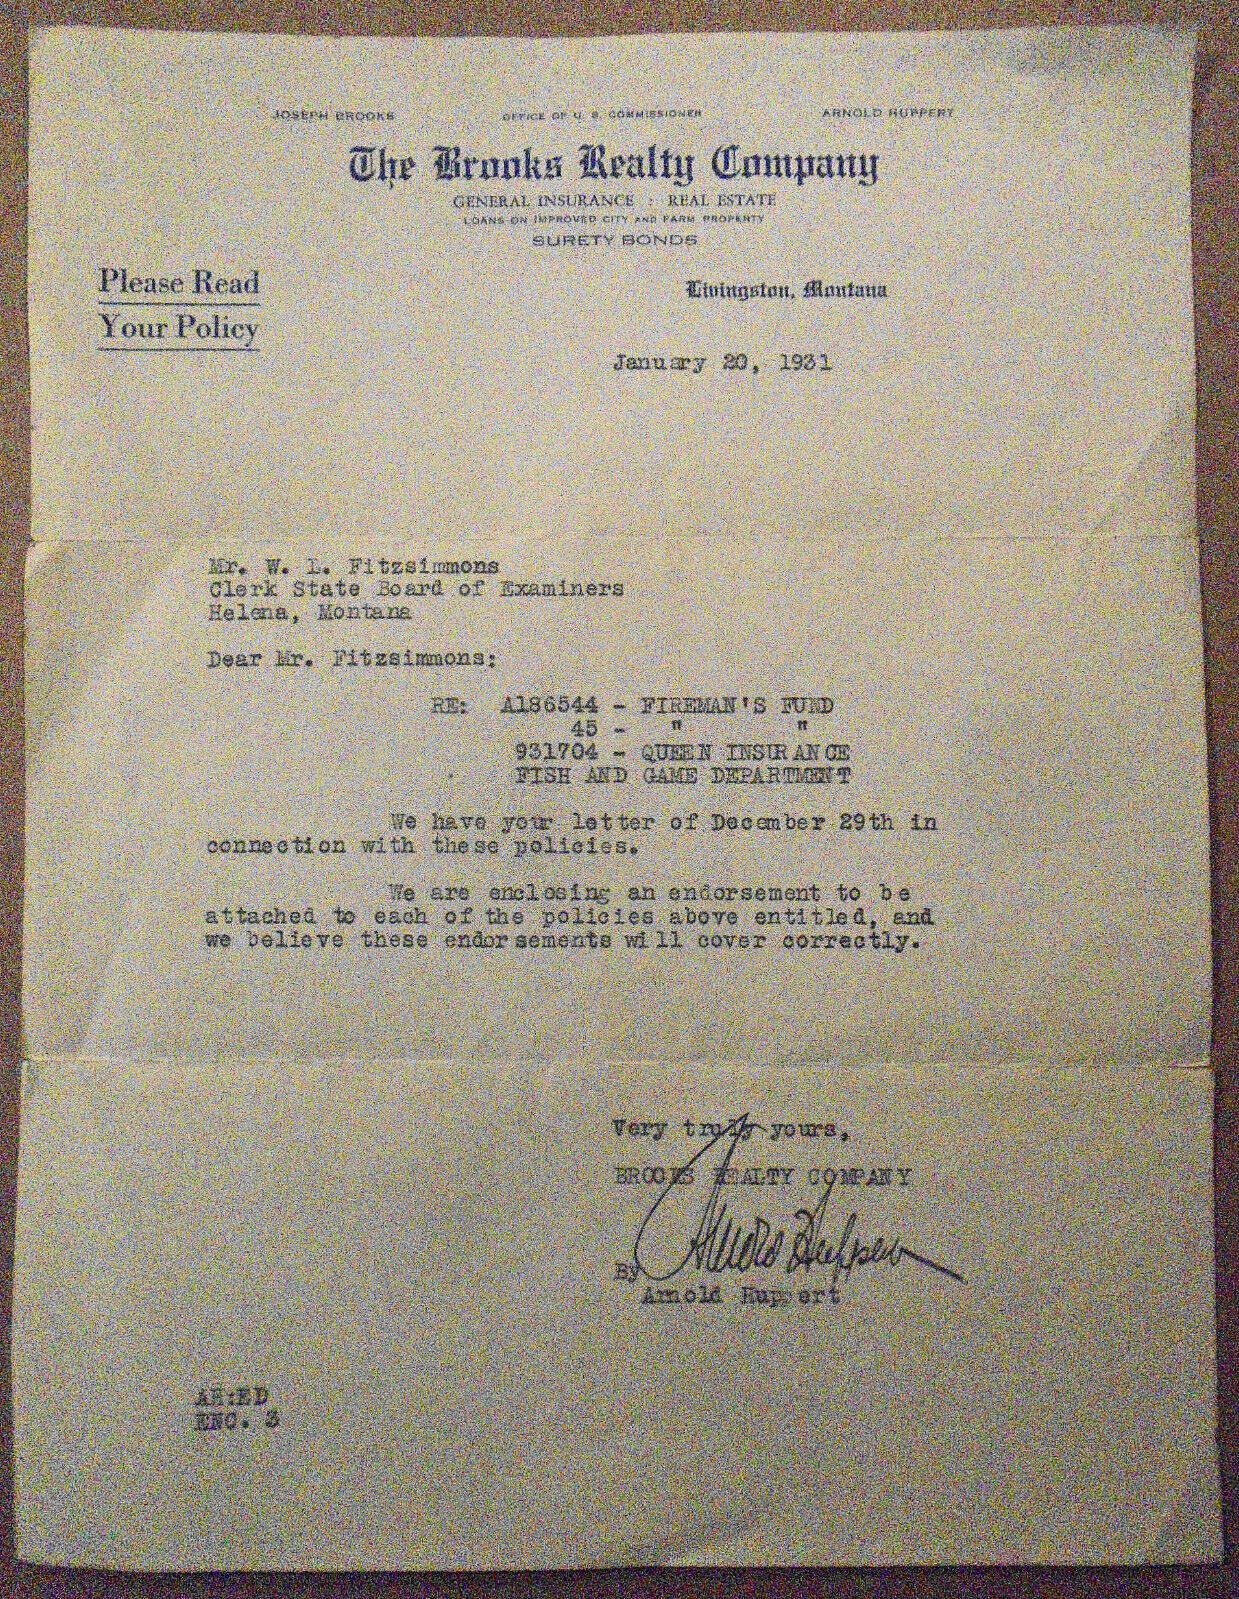 JOSEPH BROOKS OFFICE OF U. S. COMMISSIONER ARNOLD HUPPERT
The Brooks Realty Company
GENERAL INSURANCE : REAL ESTATE
LOANS ON IMPROVED CITY AND FARM PROPERTY
SURETY BONDS
Please Read
Your Policy
Livingston, Montana
January 20, 1931
Mr. W. L. Fitzsimmons
Clerk State Board of Examiners
Helena, Montana
Dear Mr. Fitzsimmons:
RE: A186544 - FIREMAN'S FUND
45 - " "
931704 - QUEEN INSURANCE
FISH AND GAME DEPARTMENT
We have your letter of December 29th in
connection with these policies.
We are enclosing an endorsement to be
attached to each of the policies above entitled, and
we believe these endorsements will cover correctly.
Very truly yours,
BROOKS REALTY COMPANY
Arnold Huppert
By
Arnold Huppert
AH:ED
ENC. 3